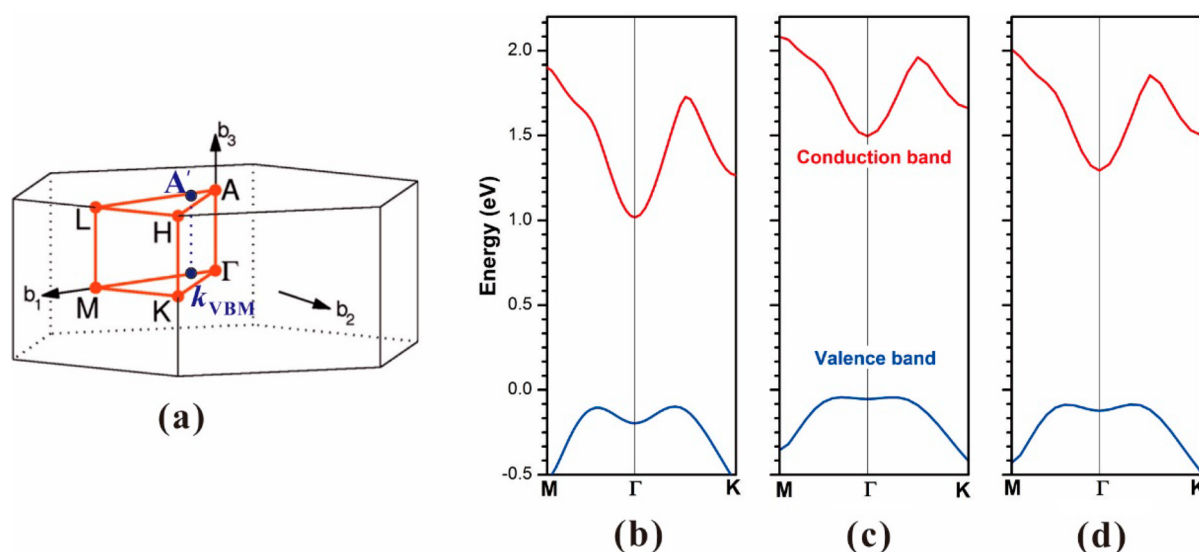 b₃
A′
A
L
H
Γ
b₁
M
K
k_VBM
b₂
(a)
Energy (eV)
2.0
1.5
1.0
0.5
0.0
-0.5
M
Γ
K
(b)
Conduction band
Valence band
M
Γ
K
(c)
M
Γ
K
(d)